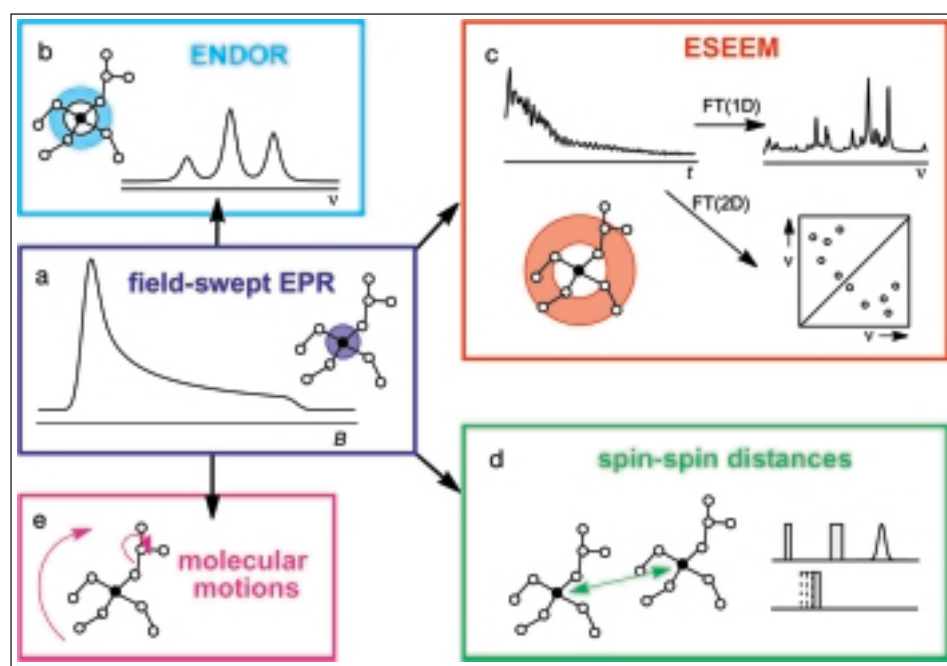 b
ENDOR
ν
c
ESEEM
FT(1D)
t
ν
FT(2D)
ν
ν
a
field-swept EPR
B
d
spin-spin distances
e
molecular
motions